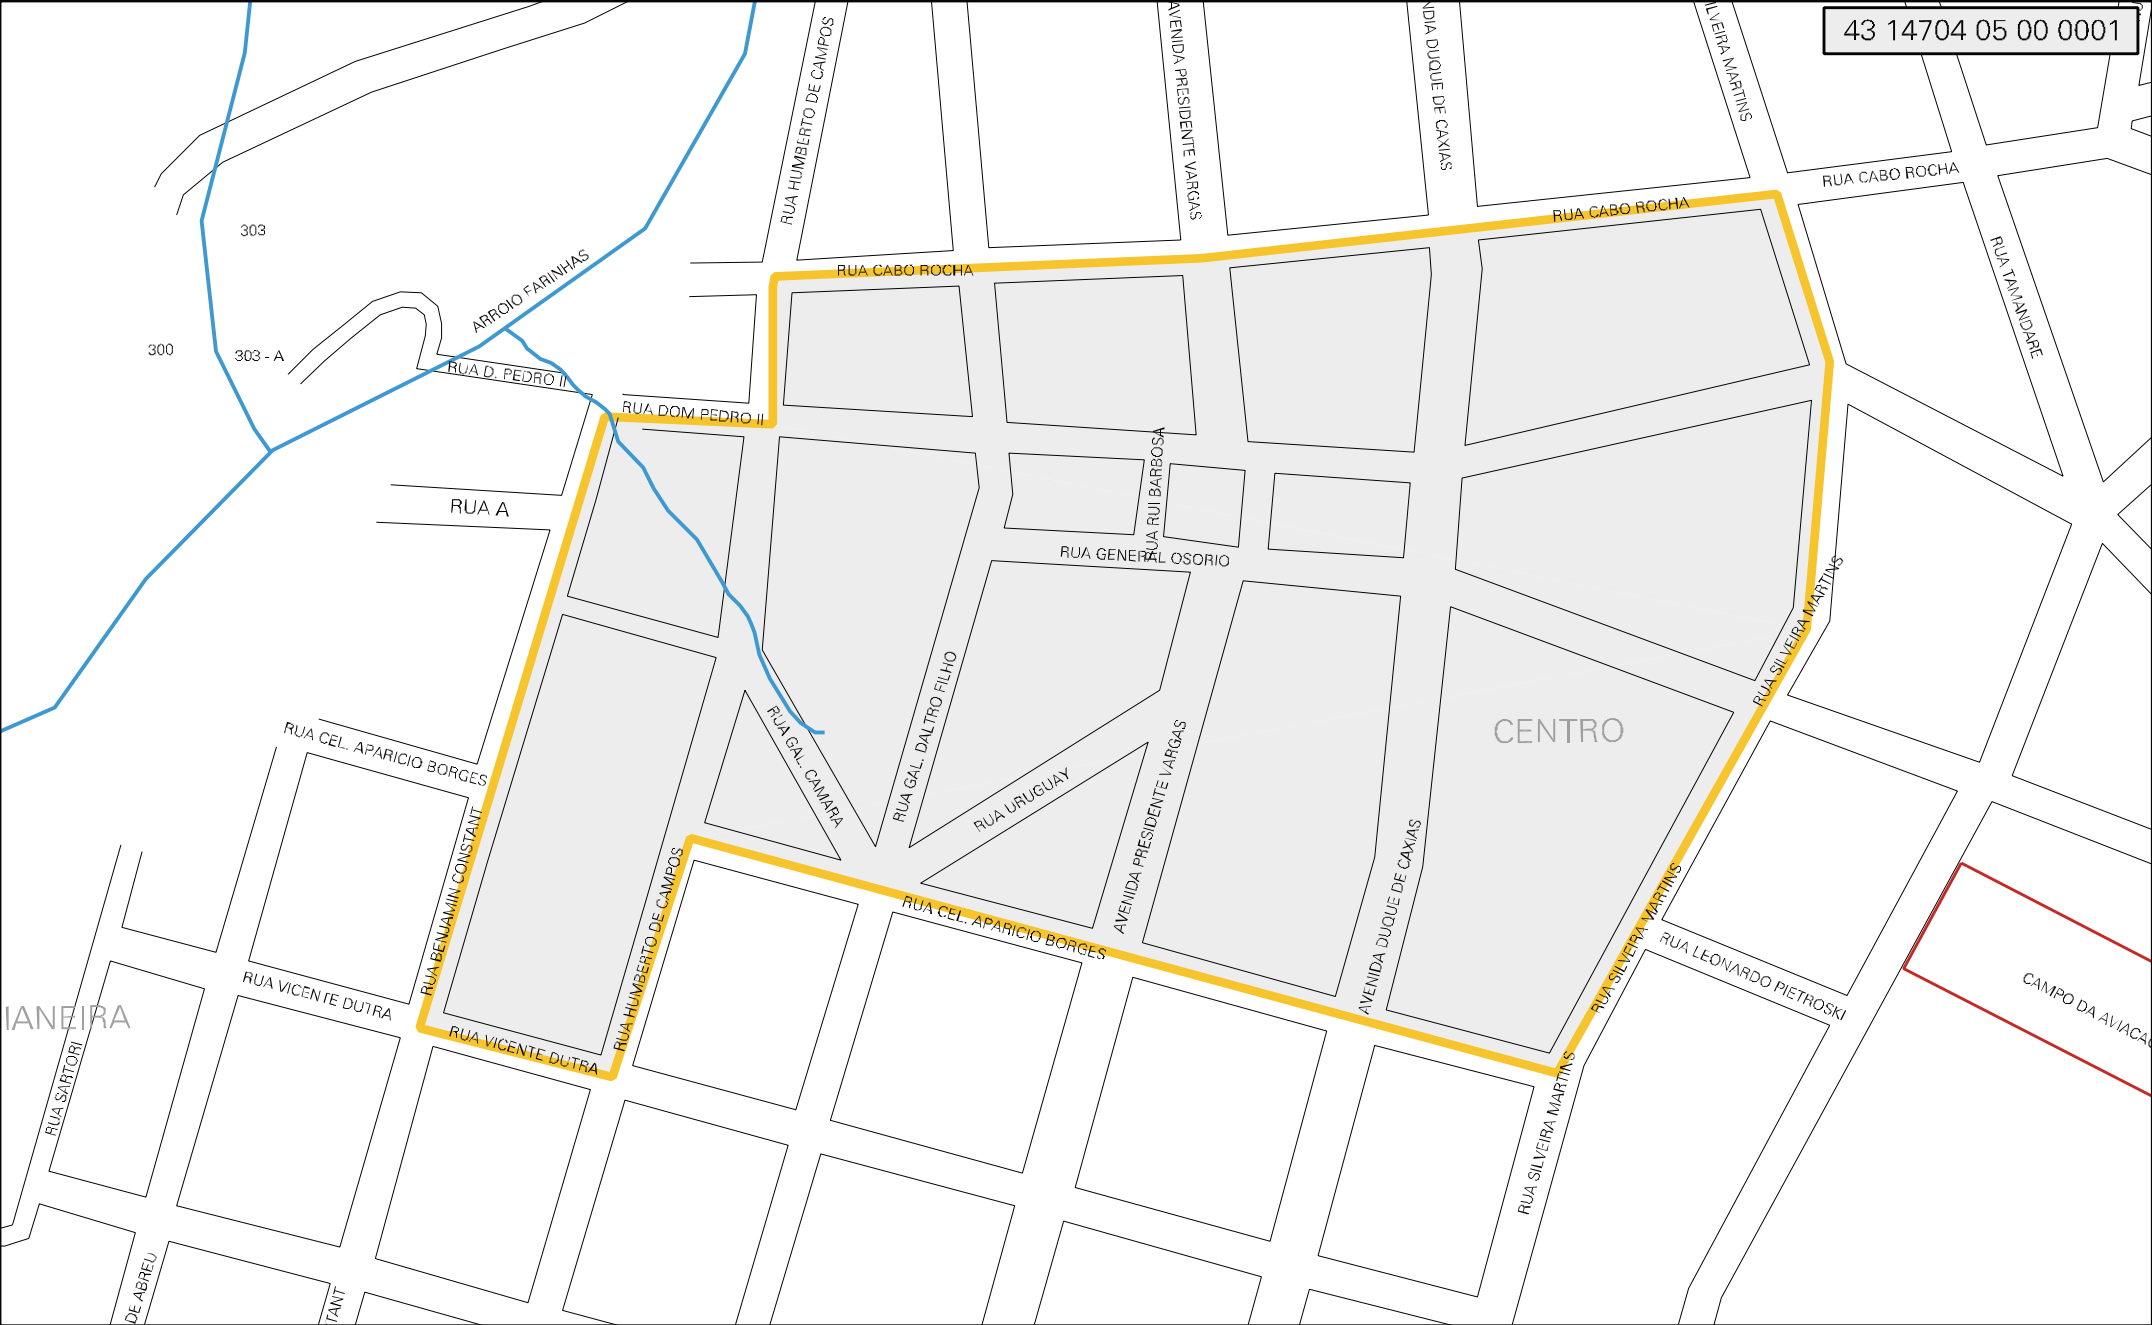 43 14704 05 00 0001
RUA HUMBERTO DE CAMPOS
AVENIDA PRESIDENTE VARGAS
DUQUE DE CAXIAS
SILVEIRA MARTINS
RUA CABO ROCHA
RUA CABO ROCHA
RUA CABO ROCHA
RUA TAMANDARE
303
ARROIO FARINHAS
300
303 - A
RUA D. PEDRO II
RUA DOM PEDRO II
RUA A
RUA RUI BARBOSA
RUA GENERAL OSORIO
RUA SILVEIRA MARTINS
RUA GAL. DALTRO FILHO
RUA GAL. CAMARA
RUA URUGUAY
AVENIDA PRESIDENTE VARGAS
CENTRO
RUA CEL. APARICIO BORGES
RUA BENJAMIN CONSTANT
RUA HUMBERTO DE CAMPOS
RUA CEL. APARICIO BORGES
AVENIDA DUQUE DE CAXIAS
RUA SILVEIRA MARTINS
RUA LEONARDO PIETROSKI
CAMPO DA AVIACAO
RUA VICENTE DUTRA
RUA VICENTE DUTRA
IANEIRA
RUA SARTORI
RUA SILVEIRA MARTINS
DE ABREU
TANT